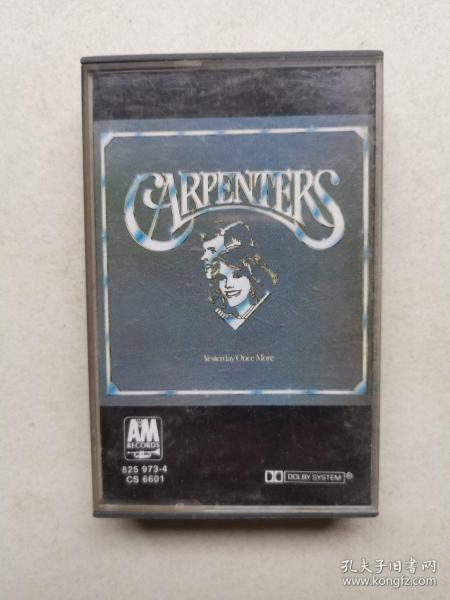 CARPENTERS
Yesterday Once More
A&M
RECORDS
825 973-4
CS 6601
DOLBY SYSTEM ®
孔夫子旧书网
www.kongfz.com